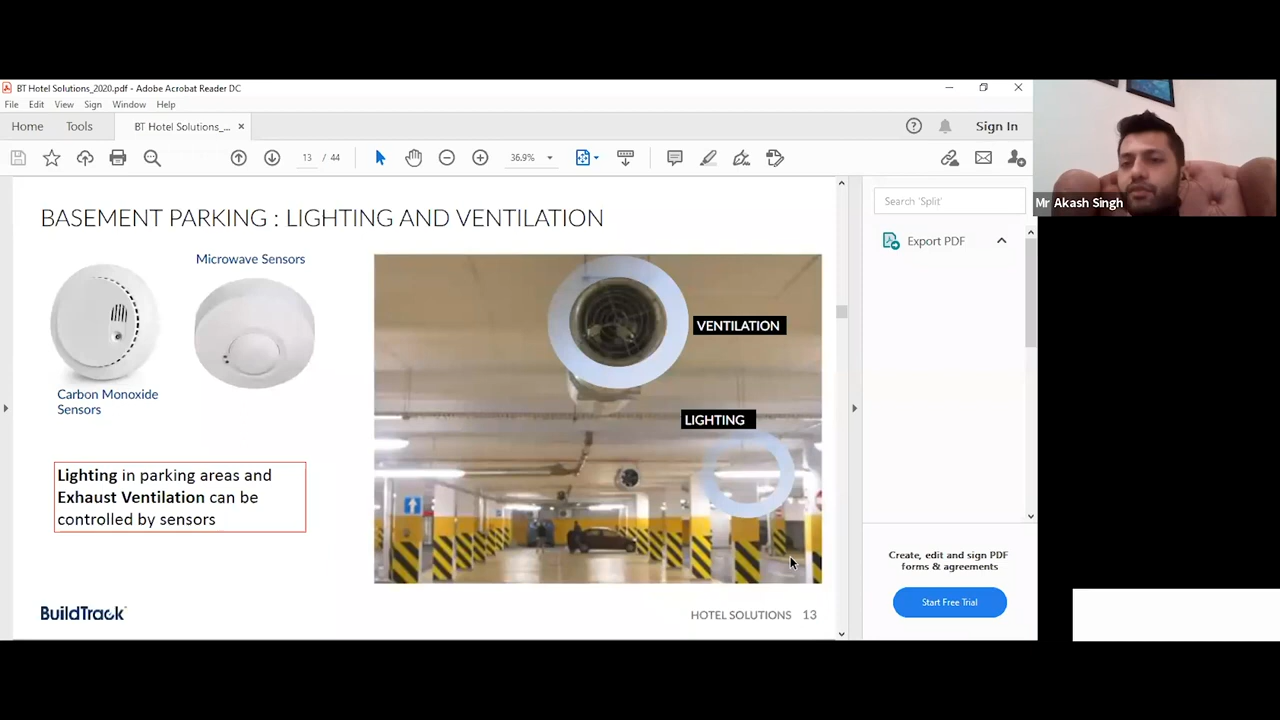 BT Hotel Solutions_2020.pdf - Adobe Acrobat Reader DC
File Edit View Sign Window Help
Home Tools BT Hotel Solutions_... × Sign In
13 / 44 36.9%
BASEMENT PARKING : LIGHTING AND VENTILATION
Microwave Sensors
Carbon Monoxide
Sensors
Lighting in parking areas and
Exhaust Ventilation can be
controlled by sensors
VENTILATION
LIGHTING
BuildTrack
HOTEL SOLUTIONS 13
Search 'Split'
Export PDF
Create, edit and sign PDF
forms & agreements
Start Free Trial
Mr Akash Singh